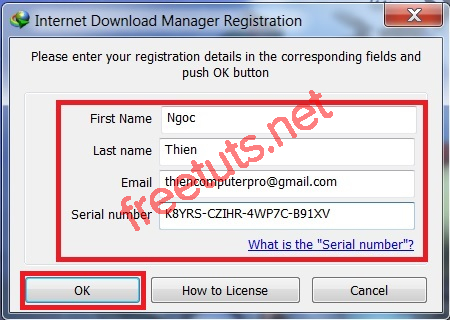 Internet Download Manager Registration
Please enter your registration details in the corresponding fields and
push OK button
First Name Ngoc
Last name Thien
Email thiencomputerpro@gmail.com
Serial number K8YRS-CZIHR-4WP7C-B91XV
What is the "Serial number"?
OK How to License Cancel
freetuts.net